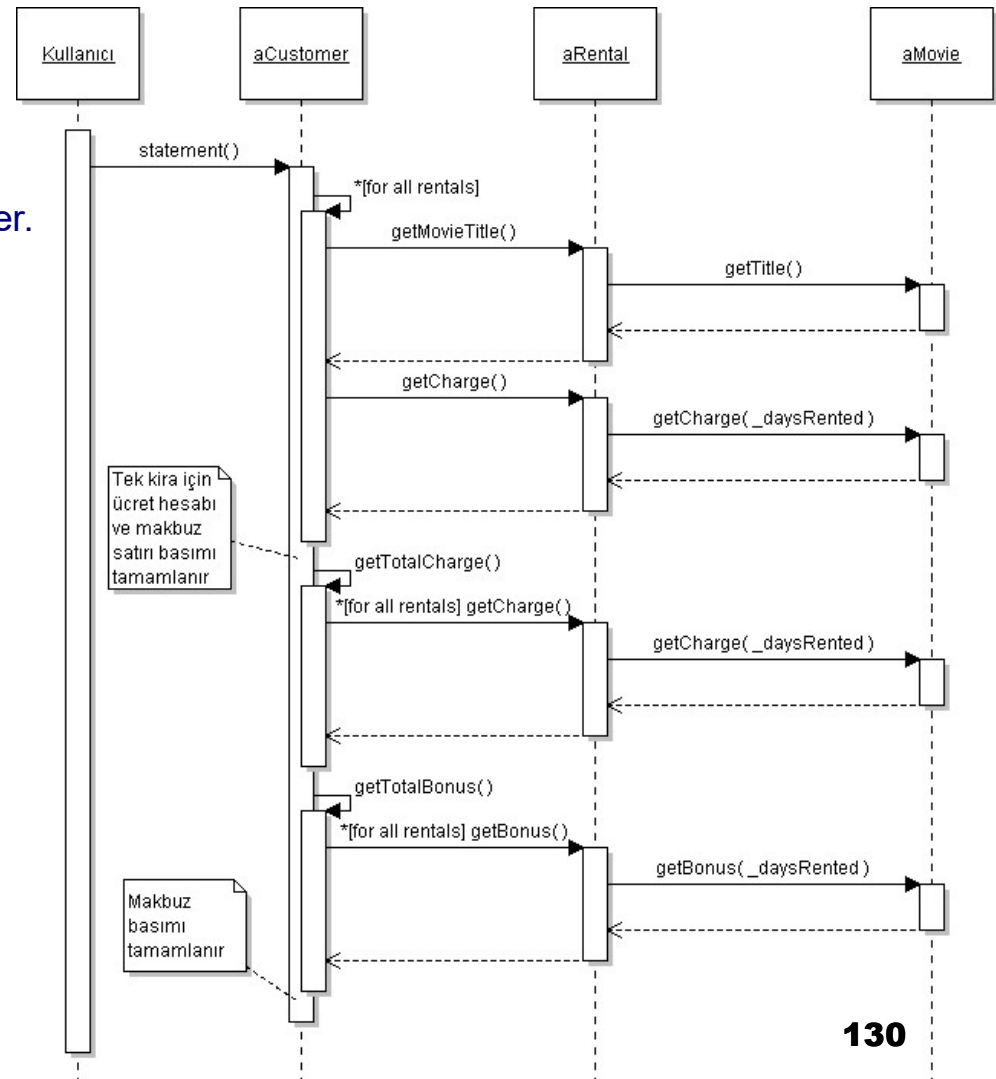 Kullanıcı
aCustomer
aRental
aMovie
statement()
*[for all rentals]
er.
getMovieTitle()
getTitle()
getCharge()
getCharge( _daysRented )
Tek kira için
ücret hesabı
ve makbuz
satırı basımı
tamamlanır
getTotalCharge()
*[for all rentals] getCharge()
getCharge( _daysRented )
getTotalBonus()
*[for all rentals] getBonus()
getBonus( _daysRented )
Makbuz
basımı
tamamlanır
130